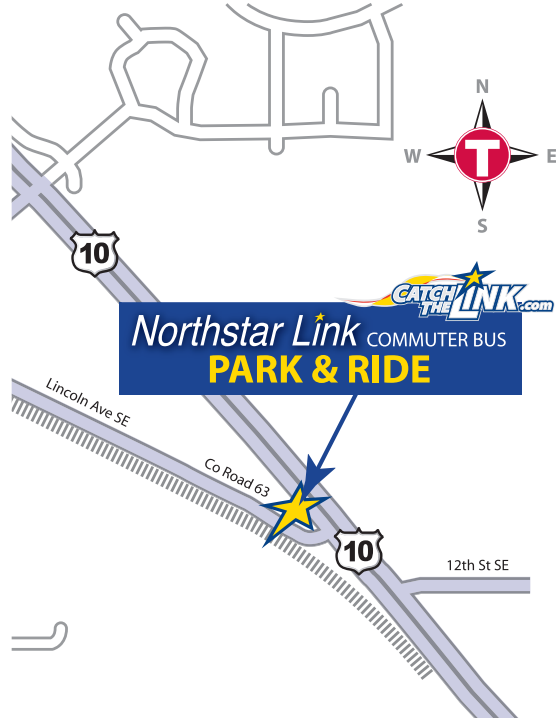 N
W T E
S
10
CATCH
THE LINK.com
Northstar Link COMMUTER BUS
PARK & RIDE
Lincoln Ave SE
Co Road 63
10
12th St SE